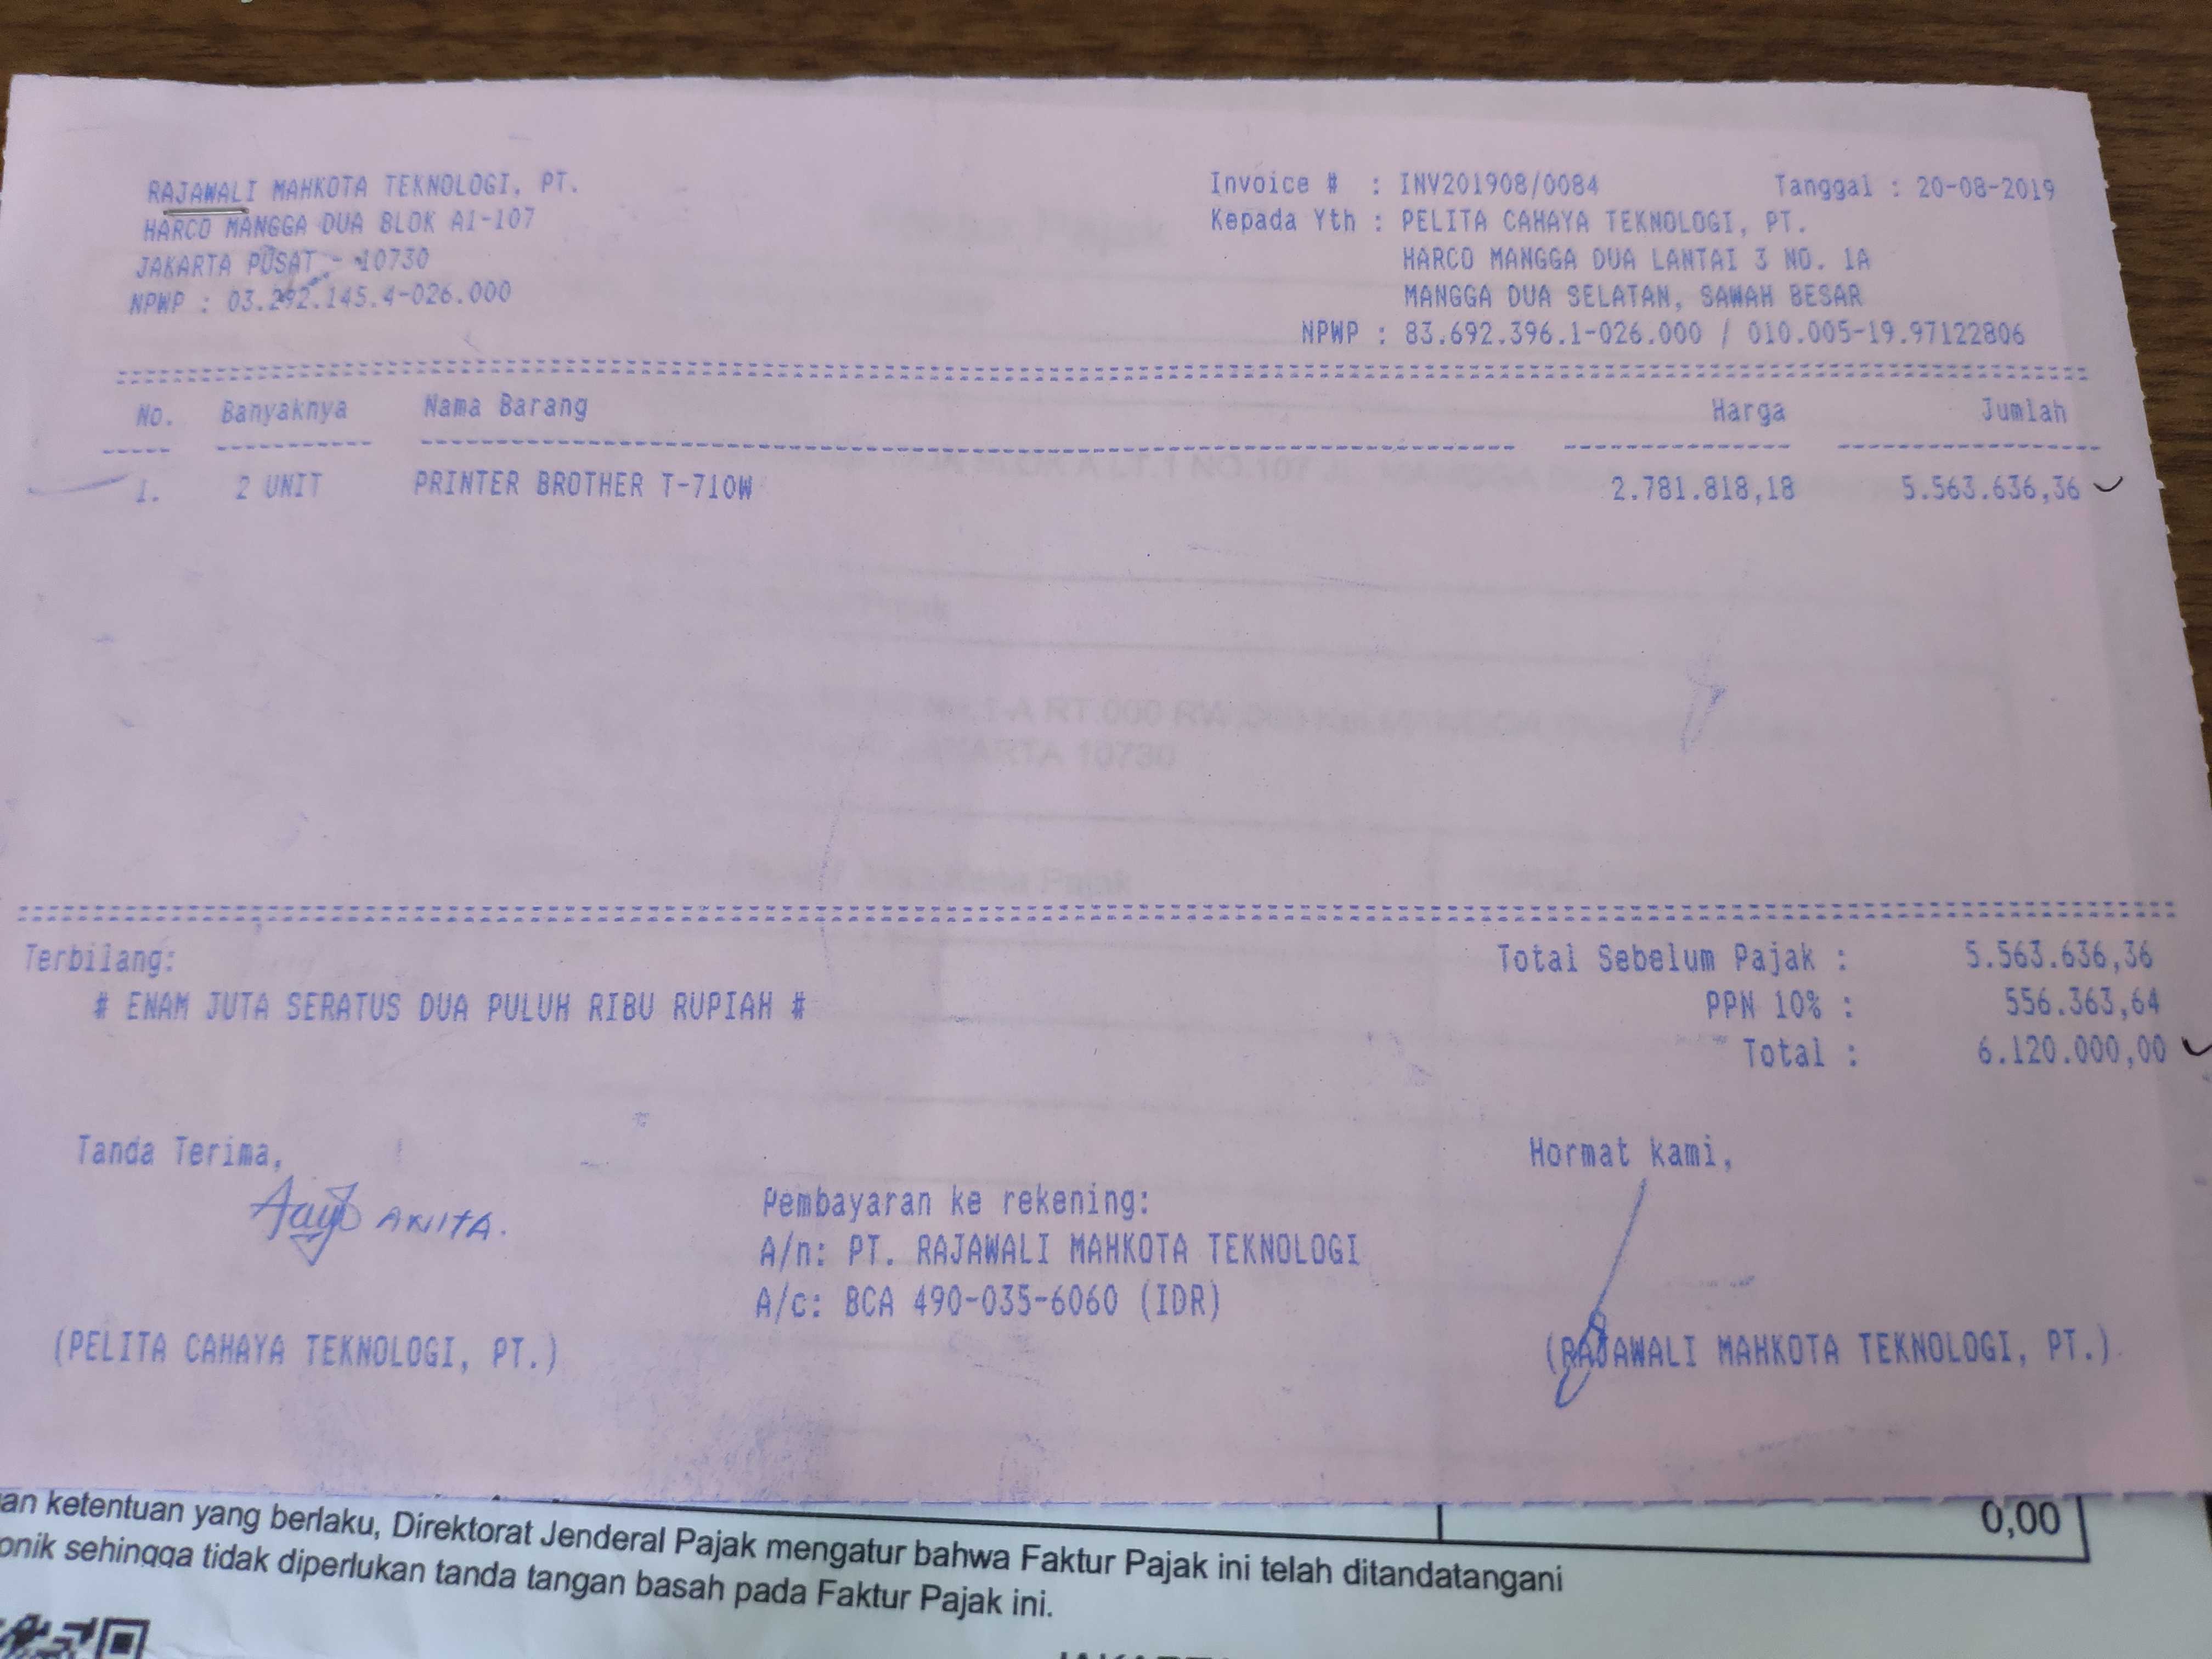 RAJAWALI MAHKOTA TEKNOLOGI, PT.
HARCO MANGGA DUA BLOK A1-107
JAKARTA PUSAT - 10730
NPWP : 03.292.145.4-026.000
Invoice # : INV201908/0084 Tanggal : 20-08-2019
Kepada Yth : PELITA CAHAYA TEKNOLOGI, PT.
HARCO MANGGA DUA LANTAI 3 NO. 1A
MANGGA DUA SELATAN, SAWAH BESAR
NPWP : 83.692.396.1-026.000 / 010.005-19.97122806
No. Banyaknya Nama Barang Harga Jumlah
1. 2 UNIT PRINTER BROTHER T-710W 2.781.818,18 5.563.636,36
Terbilang:
# ENAM JUTA SERATUS DUA PULUH RIBU RUPIAH #
Total Sebelum Pajak : 5.563.636,36
PPN 10% : 556.363,64
Total : 6.120.000,00
Tanda Terima,
ANITA.
(PELITA CAHAYA TEKNOLOGI, PT.)
Pembayaran ke rekening:
A/n: PT. RAJAWALI MAHKOTA TEKNOLOGI
A/c: BCA 490-035-6060 (IDR)
Hormat kami,
(RAJAWALI MAHKOTA TEKNOLOGI, PT.)
0,00
an ketentuan yang berlaku, Direktorat Jenderal Pajak mengatur bahwa Faktur Pajak ini telah ditandatangani
onik sehingga tidak diperlukan tanda tangan basah pada Faktur Pajak ini.